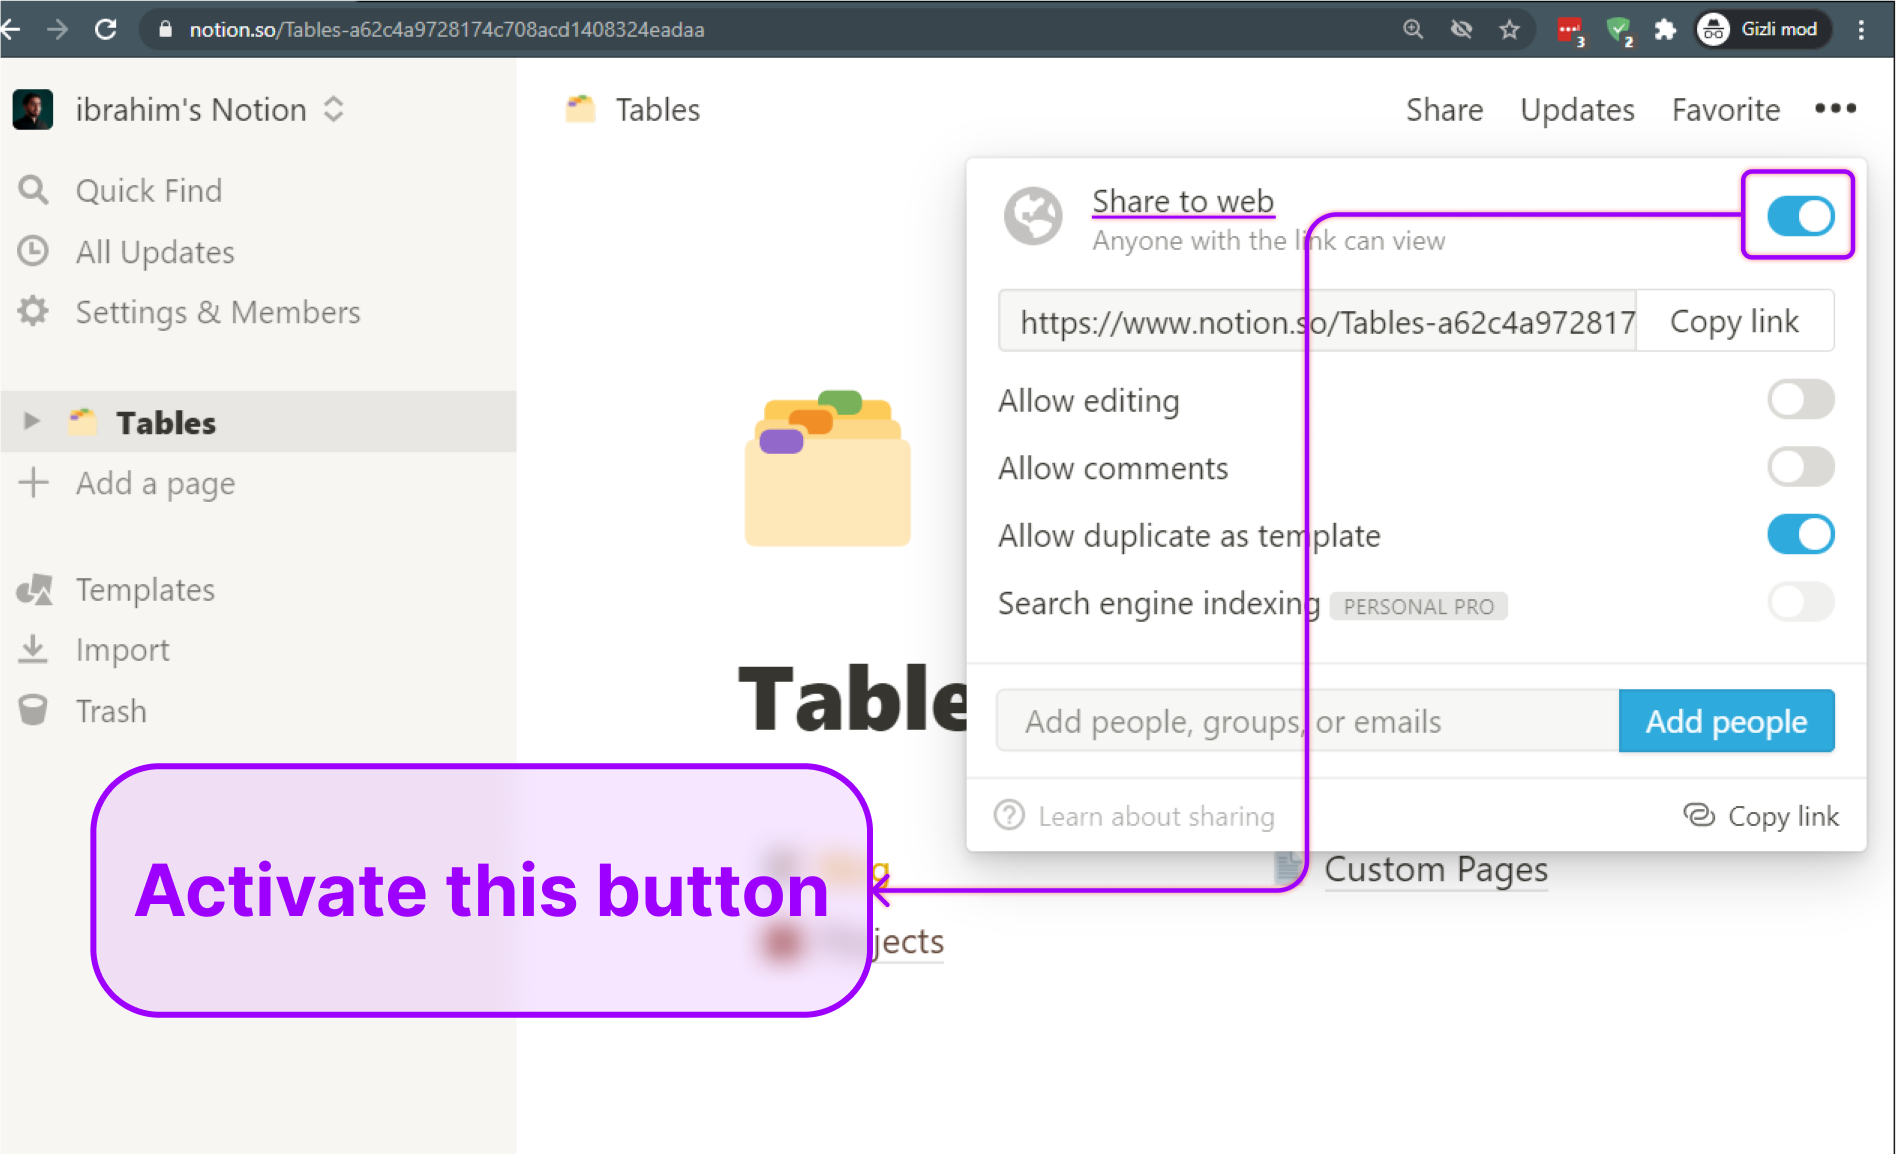 notion.so/Tables-a62c4a9728174c708acd1408324eadaa
3
2
Gizli mod
ibrahim's Notion
Tables
Share
Updates
Favorite
Quick Find
All Updates
Settings & Members
Tables
Add a page
Templates
Import
Trash
Share to web
Anyone with the link can view
https://www.notion.so/Tables-a62c4a972817
Copy link
Allow editing
Allow comments
Allow duplicate as template
Search engine indexing PERSONAL PRO
Add people, groups, or emails
Add people
Learn about sharing
Copy link
Activate this button
Custom Pages